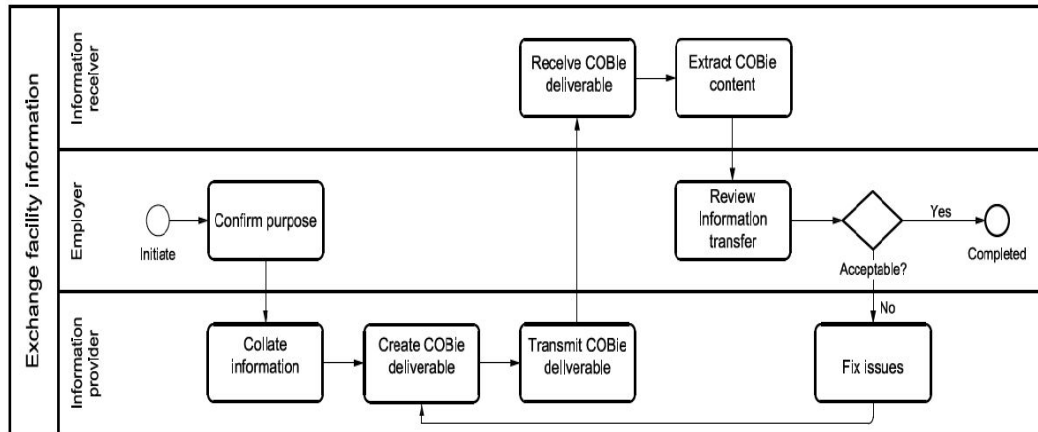 Exchange facility information
Information
receiver
Receive COBie
deliverable
Extract COBie
content
Employer
Initiate
Confirm purpose
Review
information
transfer
Acceptable?
Yes
Completed
No
Information
provider
Collate
information
Create COBie
deliverable
Transmit COBie
deliverable
Fix issues